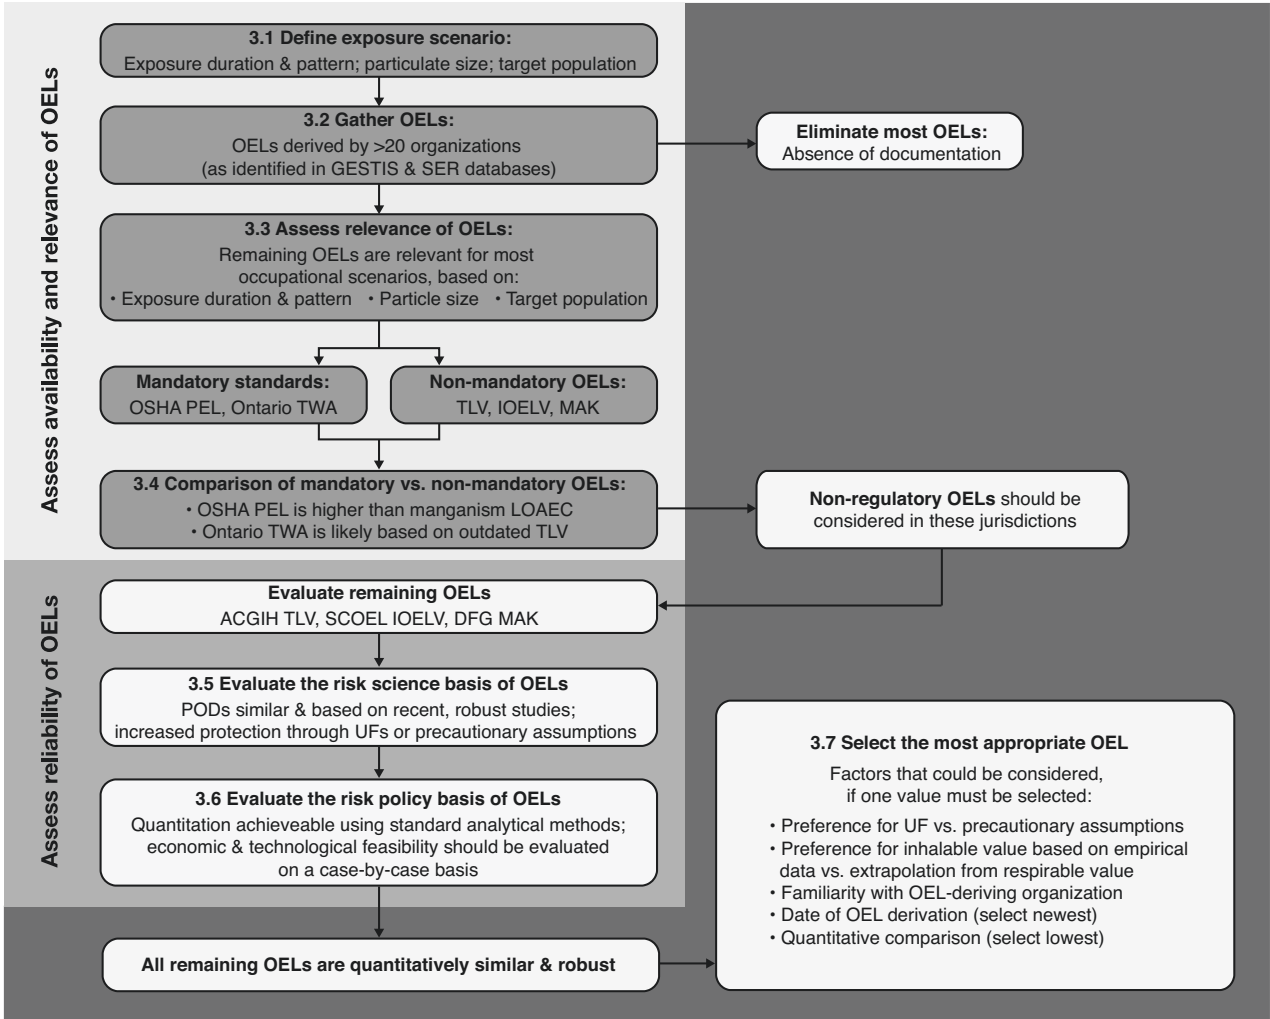 Assess availability and relevance of OELs
3.1 Define exposure scenario:
Exposure duration & pattern; particulate size; target population
3.2 Gather OELs:
OELs derived by >20 organizations
(as identified in GESTIS & SER databases)
Eliminate most OELs:
Absence of documentation
3.3 Assess relevance of OELs:
Remaining OELs are relevant for most
occupational scenarios, based on:
• Exposure duration & pattern • Particle size • Target population
Mandatory standards:
OSHA PEL, Ontario TWA
Non-mandatory OELs:
TLV, IOELV, MAK
3.4 Comparison of mandatory vs. non-mandatory OELs:
• OSHA PEL is higher than manganism LOAEC
• Ontario TWA is likely based on outdated TLV
Non-regulatory OELs should be
considered in these jurisdictions
Assess reliability of OELs
Evaluate remaining OELs
ACGIH TLV, SCOEL IOELV, DFG MAK
3.5 Evaluate the risk science basis of OELs
PODs similar & based on recent, robust studies;
increased protection through UFs or precautionary assumptions
3.6 Evaluate the risk policy basis of OELs
Quantitation achieveable using standard analytical methods;
economic & technological feasibility should be evaluated
on a case-by-case basis
All remaining OELs are quantitatively similar & robust
3.7 Select the most appropriate OEL
Factors that could be considered,
if one value must be selected:
• Preference for UF vs. precautionary assumptions
• Preference for inhalable value based on empirical
data vs. extrapolation from respirable value
• Familiarity with OEL-deriving organization
• Date of OEL derivation (select newest)
• Quantitative comparison (select lowest)